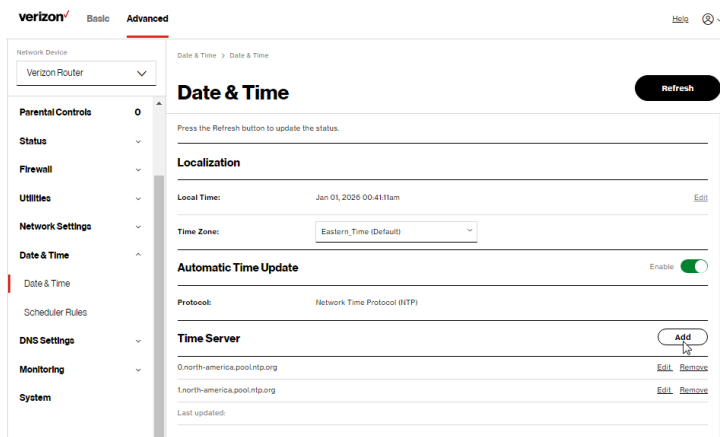 verizon Basic Advanced Help
Network Device
Verizon Router
Parental Controls 0
Status
Firewall
Utilities
Network Settings
Date & Time
Date & Time
Scheduler Rules
DNS Settings
Monitoring
System
Date & Time > Date & Time
Date & Time Refresh
Press the Refresh button to update the status.
Localization
Local Time: Jan 01, 2026 00:41:11am Edit
Time Zone: Eastern_Time (Default)
Automatic Time Update Enable
Protocol: Network Time Protocol (NTP)
Time Server Add
0.north-america.pool.ntp.org Edit Remove
1.north-america.pool.ntp.org Edit Remove
Last updated: